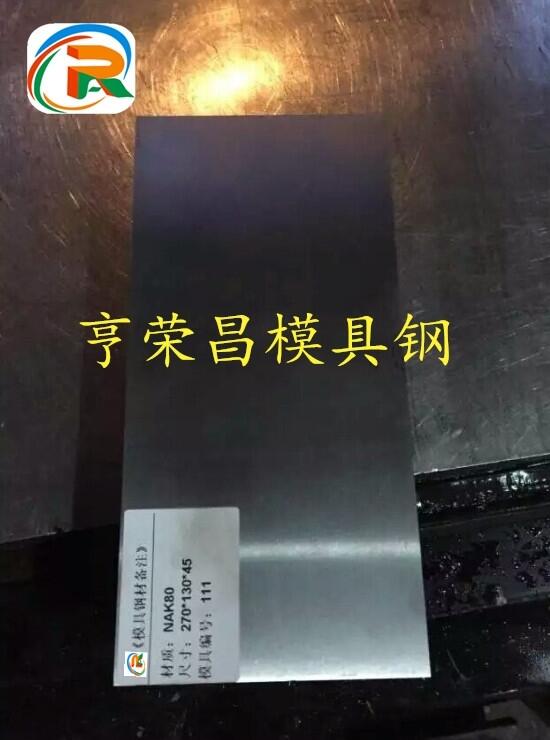 亨荣昌模具钢
《模具钢材备注》
材质：NAK80
尺寸：270*130*45
模具编号：111